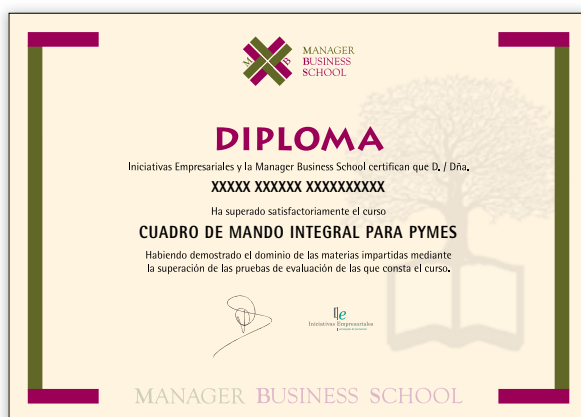 M B
MANAGER
BUSINESS
SCHOOL
DIPLOMA
Iniciativas Empresariales y la Manager Business School certifican que D. / Dña.
XXXXX XXXXXX XXXXXXXXXX
Ha superado satisfactoriamente el curso
CUADRO DE MANDO INTEGRAL PARA PYMES
Habiendo demostrado el dominio de las materias impartidas mediante
la superación de las pruebas de evaluación de las que consta el curso.
Ie
Iniciativas Empresariales
MANAGER BUSINESS SCHOOL